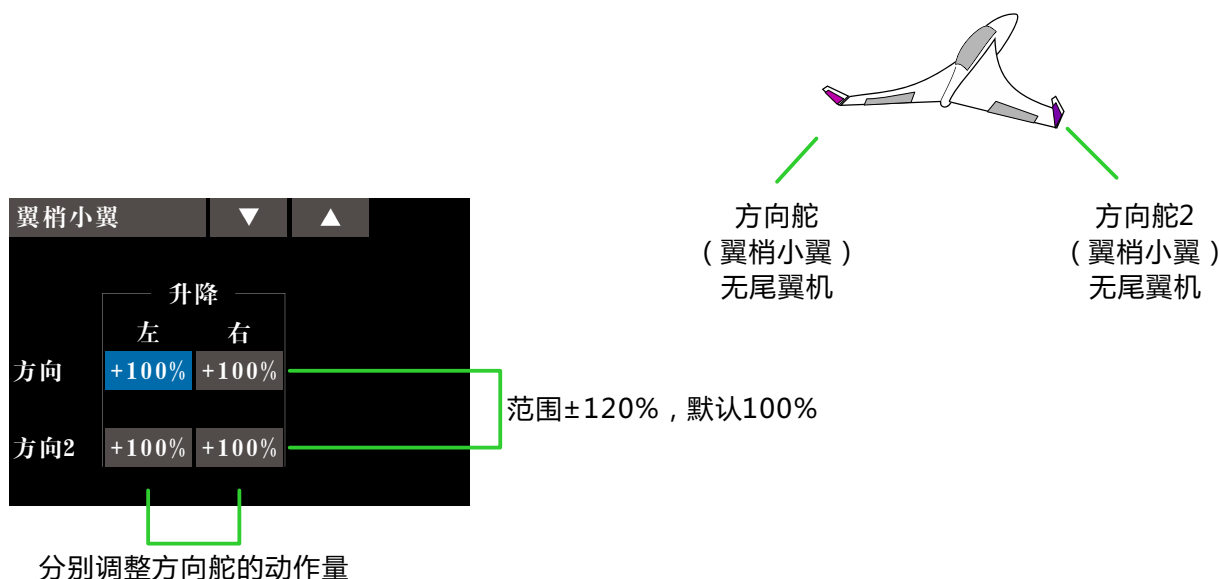 方向舵
（翼梢小翼）
无尾翼机
方向舵2
（翼梢小翼）
无尾翼机
翼梢小翼 ▼ ▲
升降
左 右
方向 +100% +100%
方向2 +100% +100%
范围±120%，默认100%
分别调整方向舵的动作量